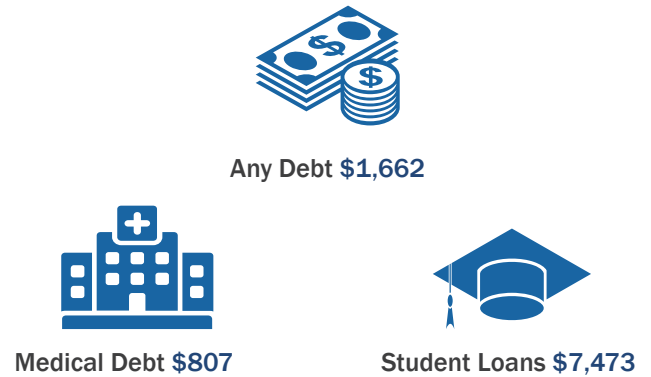 $
$
Any Debt $1,662
Medical Debt $807
Student Loans $7,473